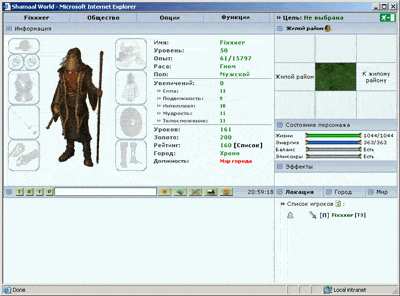 Shamaal World - Microsoft Internet Explorer
Fixxxer Общество Опции Функции
Цель: Не выбрана
Информация
Жилой район
Имя: Fixxxer
Уровень: 50
Опыт: 61/15797
Раса: Гном
Пол: Мужской
Увеличений: 0
Сила: 11
Подвижность: 0
Интеллект: 10
Мудрость: 11
Телосложение: 11
Уроков: 161
Золото: 200
Рейтинг: 160 [Список]
Город: Хроно
Должность: Мэр города
Жилой район
К жилому району
Состояние персонажа
Жизни 1044/1044
Энергия 363/363
Баланс Есть
Эликсиры Есть
Эффекты
20:59:18
Локация Город Мир
Список игроков
[П] Fixxxer [ТЗ]
Done
Local intranet